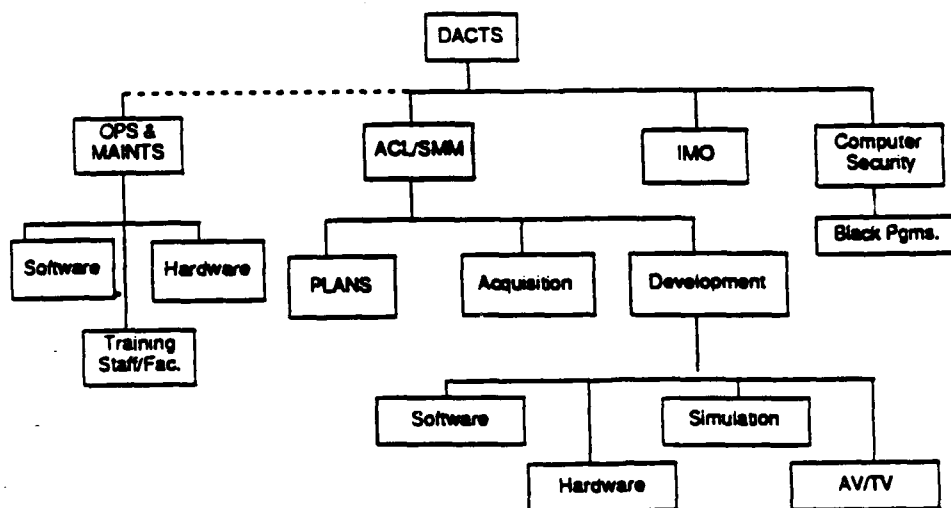 DACTS
OPS &
MAINTS
ACL/SMM
IMO
Computer
Security
Black Pgms.
Software
Hardware
PLANS
Acquisition
Development
Training
Staff/Fac.
Software
Simulation
Hardware
AV/TV